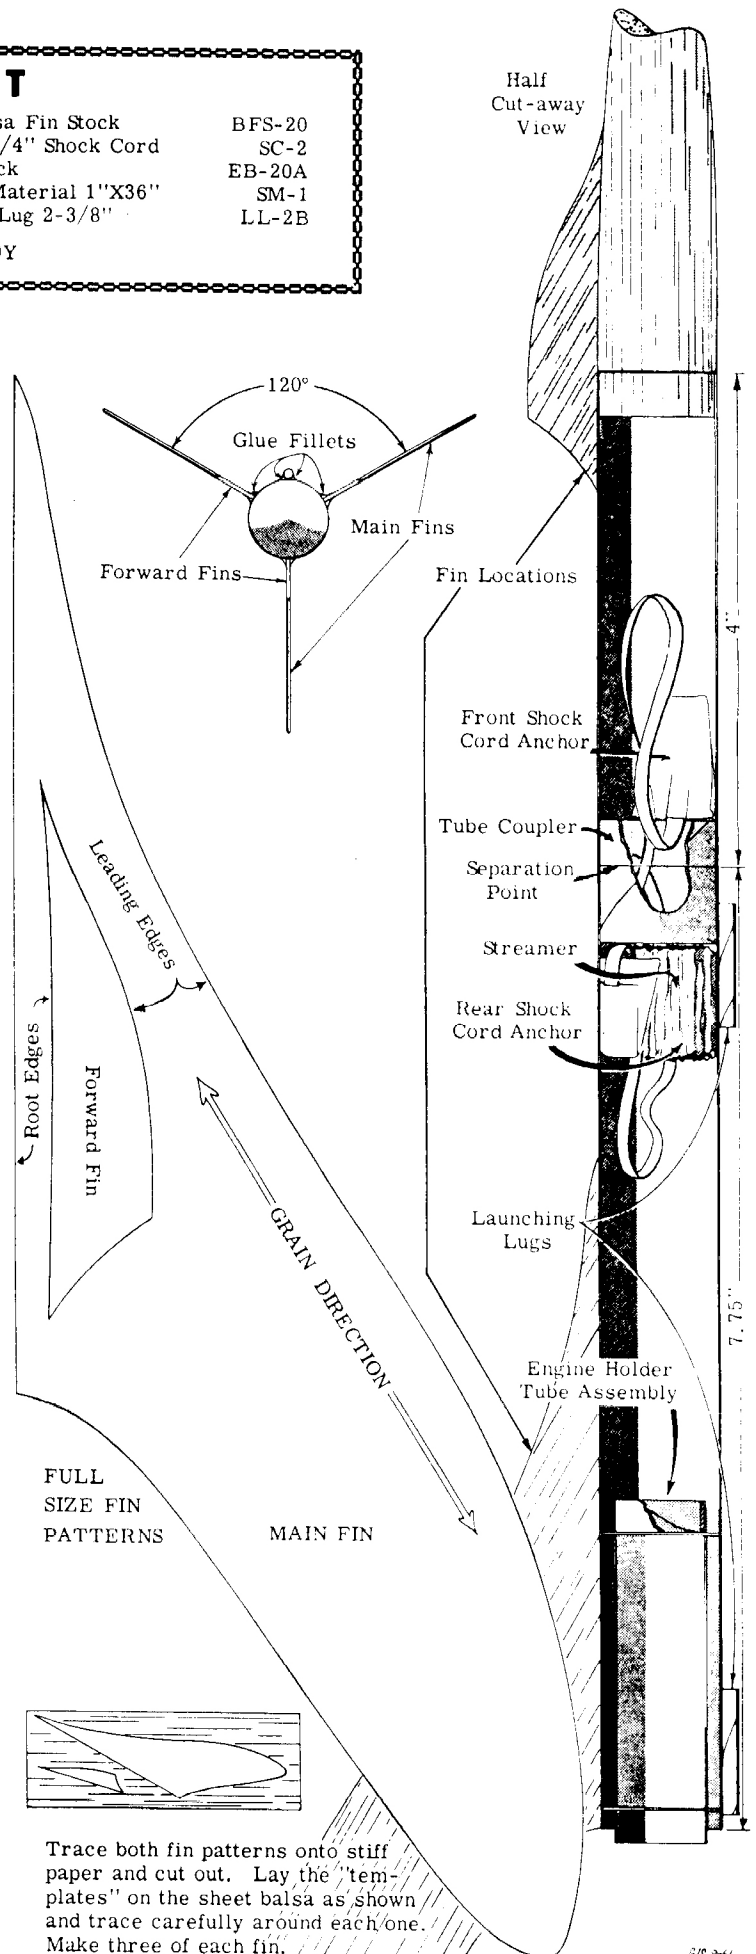 T
sa Fin Stock BFS-20
/4" Shock Cord SC-2
ck EB-20A
Material 1"X36" SM-1
Lug 2-3/8" LL-2B
Y
Half
Cut-away
View
120°
Glue Fillets
Main Fins
Forward Fins
Fin Locations
4"
Front Shock
Cord Anchor
Tube Coupler
Separation
Point
Streamer
Rear Shock
Cord Anchor
Leading Edges
Root Edges
Forward Fin
GRAIN DIRECTION
Launching
Lugs
7.75"
Engine Holder
Tube Assembly
FULL
SIZE FIN
PATTERNS
MAIN FIN
Trace both fin patterns onto stiff
paper and cut out. Lay the "tem-
plates" on the sheet balsa as shown
and trace carefully around each one.
Make three of each fin.